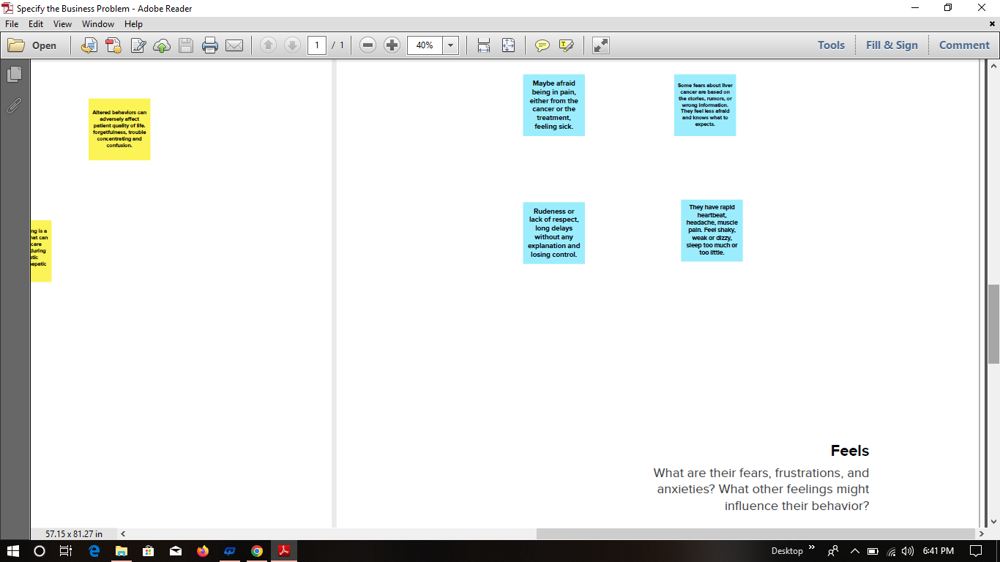 Specify the Business Problem - Adobe Reader
File Edit View Window Help
Open
1 / 1
40%
Tools Fill & Sign Comment
Altered behaviors can
adversely affect
patient quality of life,
forgetfulness, trouble
concentrating and
confusion.
ng is a
hat can
care
during
stic
hepatic
Maybe afraid
being in pain,
either from the
cancer or the
treatment,
feeling sick.
Some fears about liver
cancer are based on
the stories, rumors, or
wrong information.
They feel less afraid
and knows what to
expects.
Rudeness or
lack of respect,
long delays
without any
explanation and
losing control.
They have rapid
heartbeat,
headache, muscle
pain. Feel shaky,
weak or dizzy,
sleep too much or
too little.
Feels
What are their fears, frustrations, and
anxieties? What other feelings might
influence their behavior?
57.15 x 81.27 in
Desktop
6:41 PM